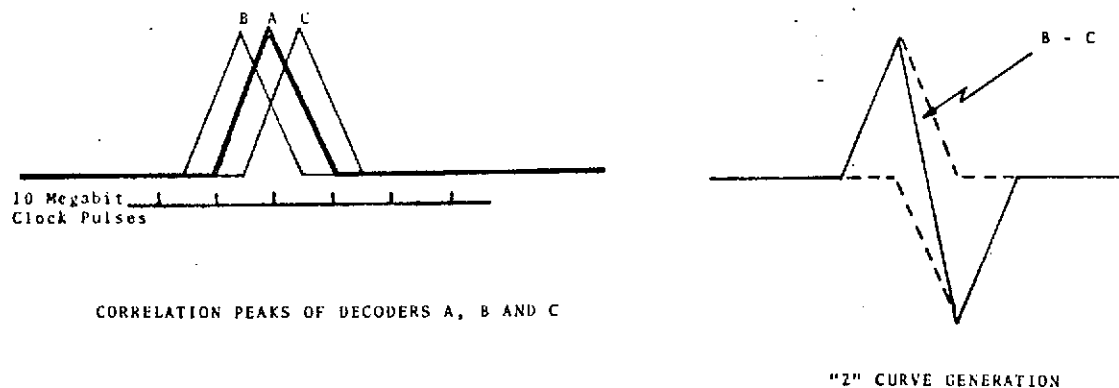 B A C
10 Megabit
Clock Pulses
CORRELATION PEAKS OF DECODERS A, B AND C
B - C
"Z" CURVE GENERATION